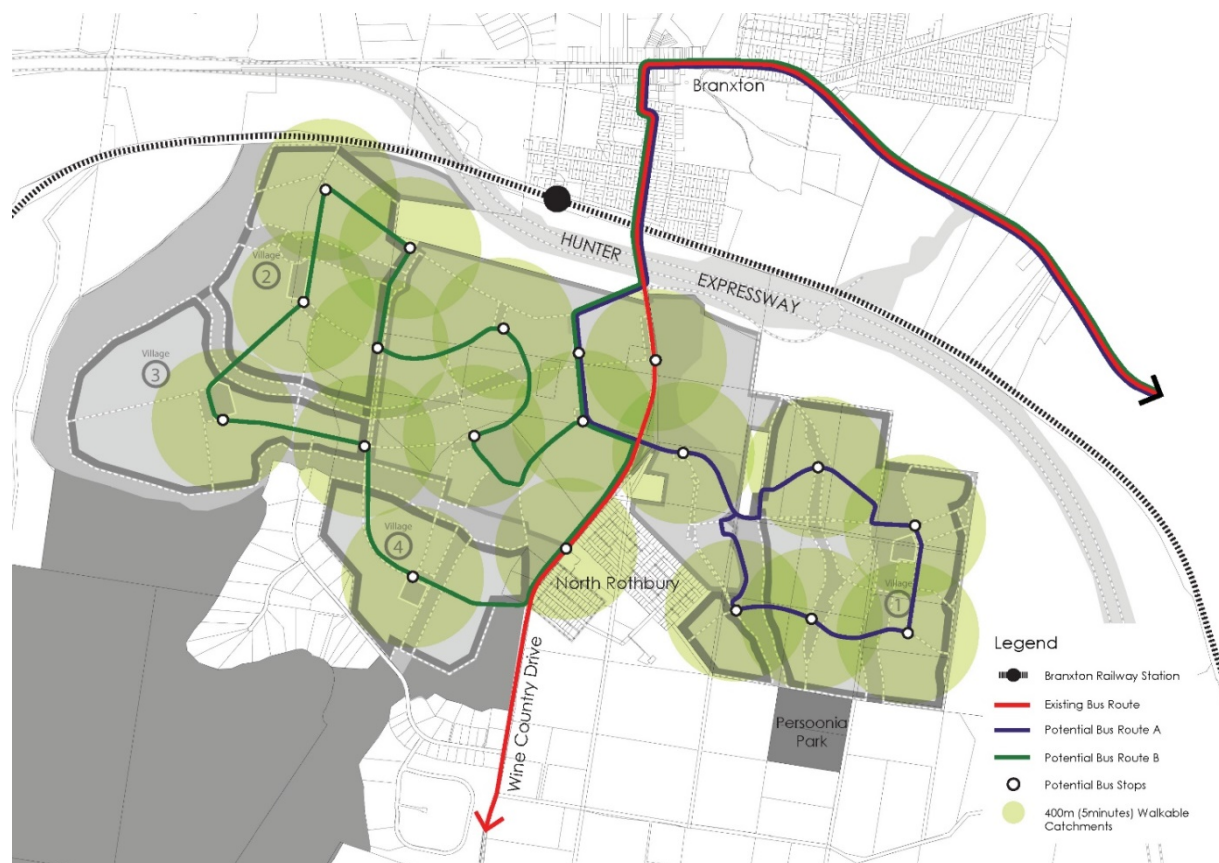 Branxton
HUNTER
EXPRESSWAY
Village
2
Village
3
Village
4
North Rothbury
Village
1
Wine Country Drive
Persoonia
Park
Legend
Branxton Railway Station
Existing Bus Route
Potential Bus Route A
Potential Bus Route B
Potential Bus Stops
400m (5minutes) Walkable
Catchments